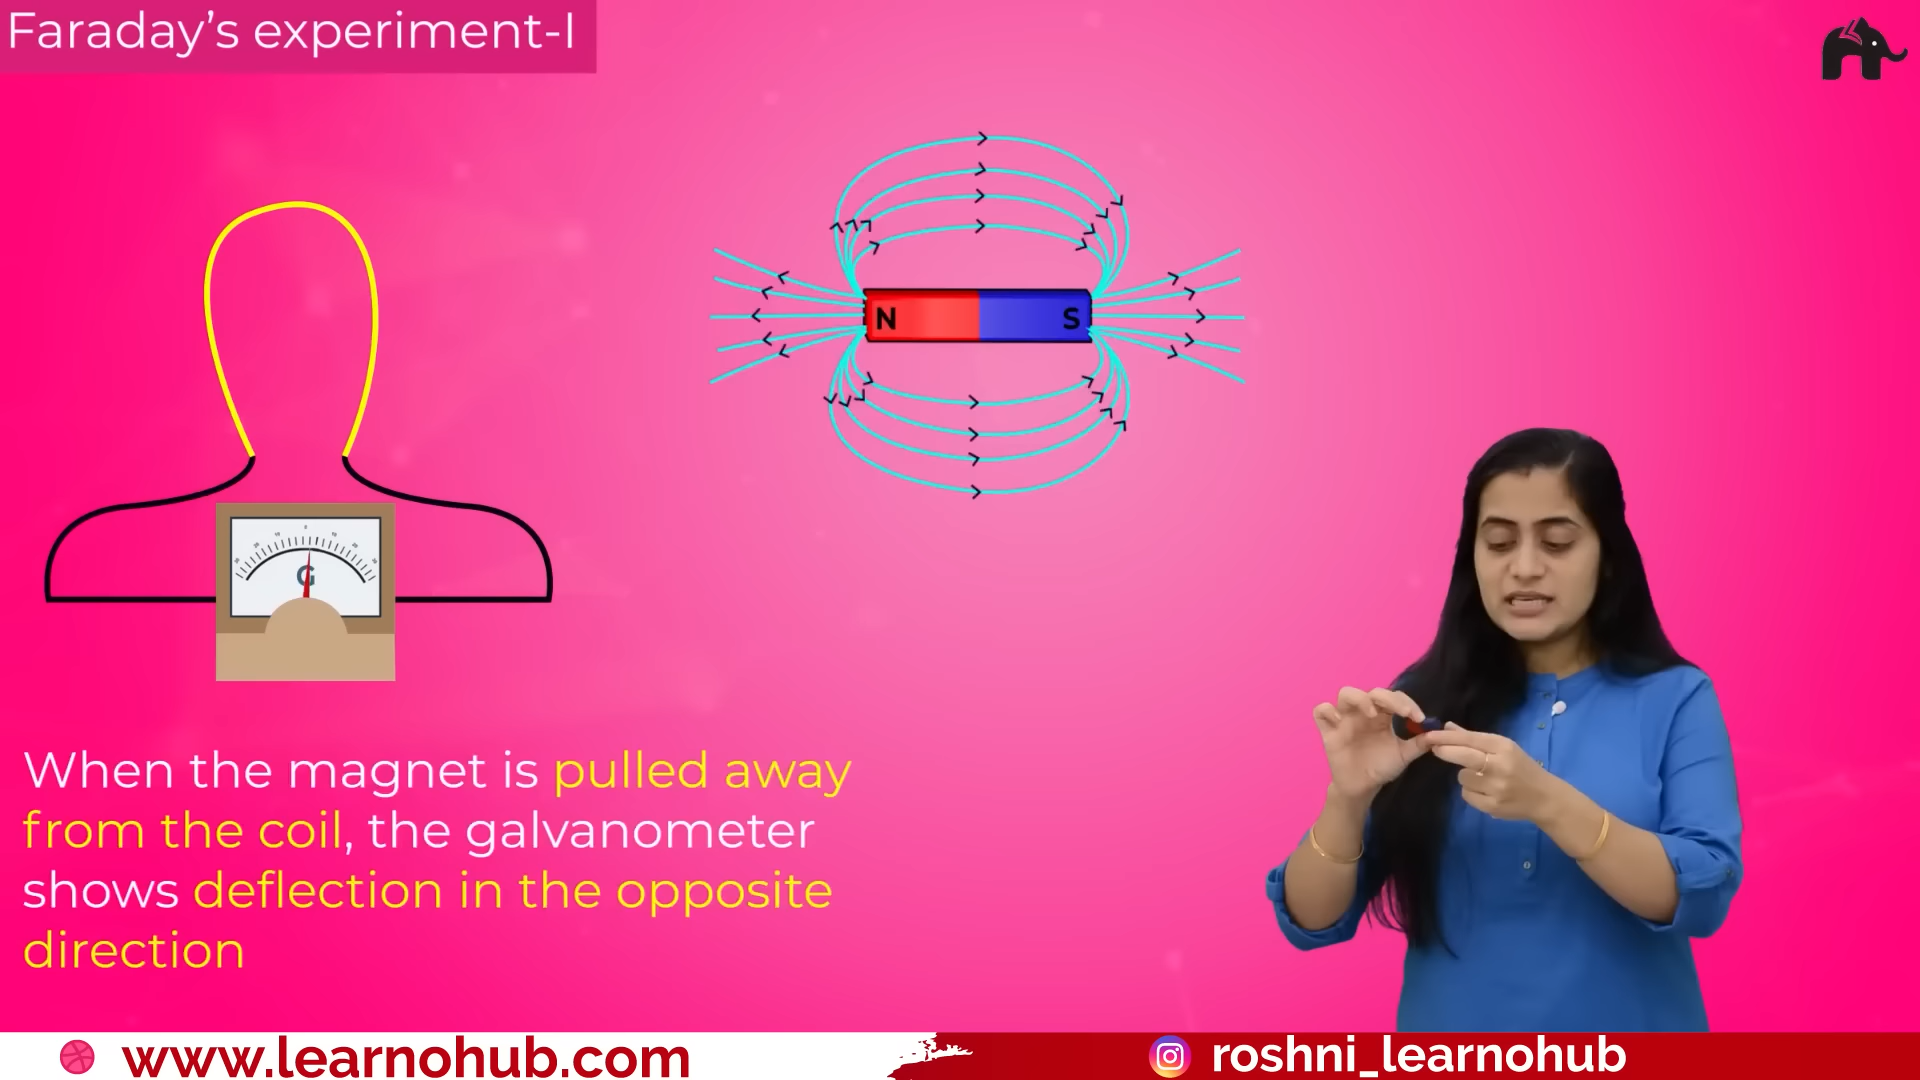 Faraday's experiment-I
N
S
G
When the magnet is pulled away
from the coil, the galvanometer
shows deflection in the opposite
direction
www.learnohub.com
roshni_learnohub